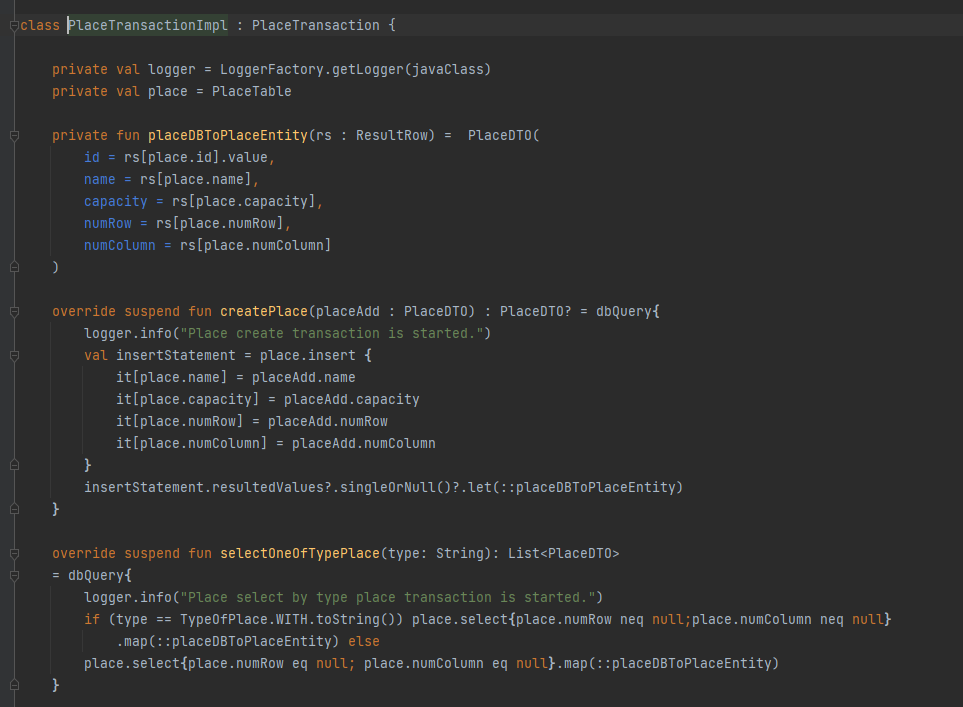 class PlaceTransactionImpl : PlaceTransaction {
private val logger = LoggerFactory.getLogger(javaClass)
private val place = PlaceTable
private fun placeDBToPlaceEntity(rs : ResultRow) =  PlaceDTO(
id = rs[place.id].value,
name = rs[place.name],
capacity = rs[place.capacity],
numRow = rs[place.numRow],
numColumn = rs[place.numColumn]
)
override suspend fun createPlace(placeAdd : PlaceDTO) : PlaceDTO? = dbQuery{
logger.info("Place create transaction is started.")
val insertStatement = place.insert {
it[place.name] = placeAdd.name
it[place.capacity] = placeAdd.capacity
it[place.numRow] = placeAdd.numRow
it[place.numColumn] = placeAdd.numColumn
}
insertStatement.resultedValues?.singleOrNull()?.let(::placeDBToPlaceEntity)
}
override suspend fun selectOneOfTypePlace(type: String): List<PlaceDTO>
= dbQuery{
logger.info("Place select by type place transaction is started.")
if (type == TypeOfPlace.WITH.toString()) place.select{place.numRow neq null;place.numColumn neq null}
.map(::placeDBToPlaceEntity) else
place.select{place.numRow eq null; place.numColumn eq null}.map(::placeDBToPlaceEntity)
}